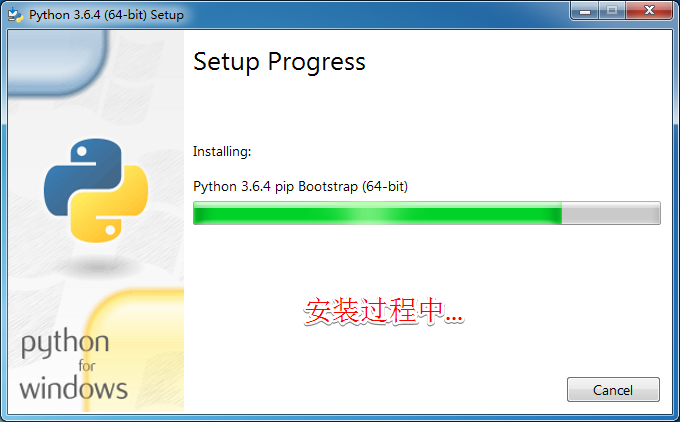 Python 3.6.4 (64-bit) Setup
Setup Progress
Installing:
Python 3.6.4 pip Bootstrap (64-bit)
安装过程中...
python
for
windows
Cancel